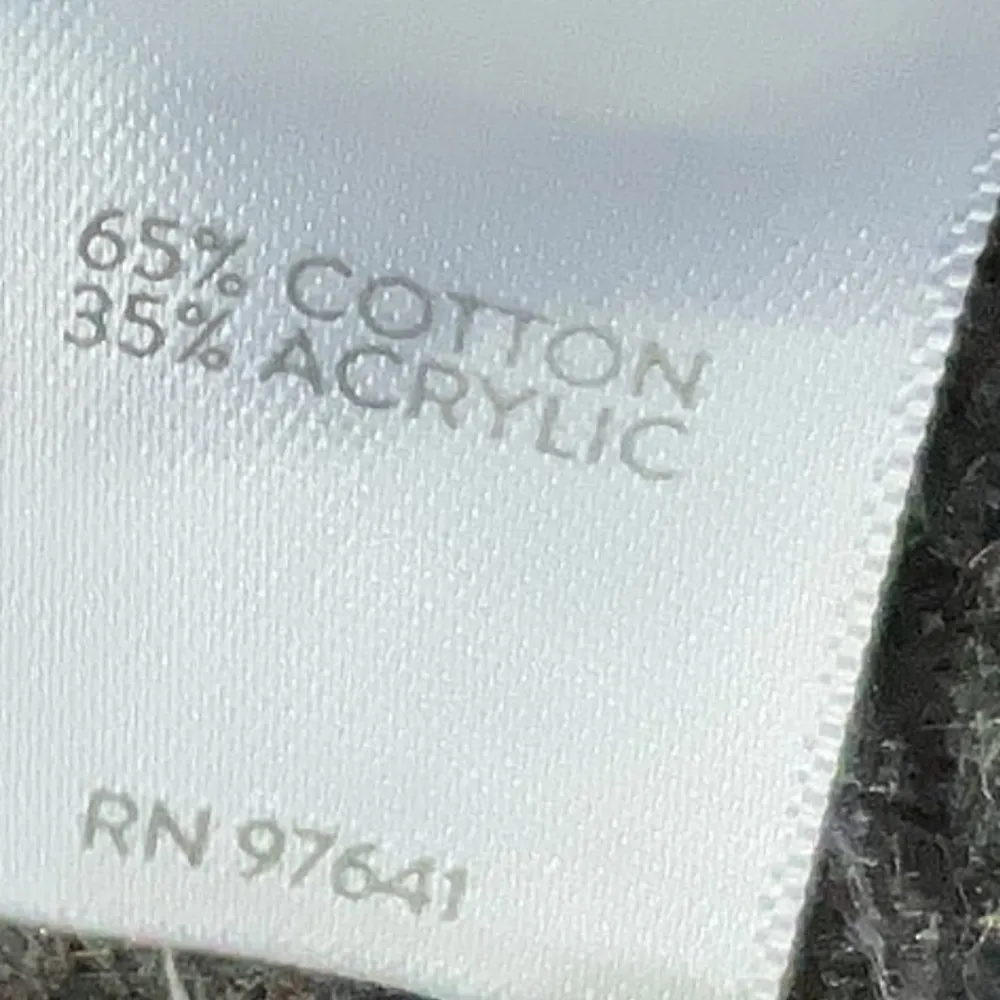 65% COTTON
35% ACRYLIC
RN 97641